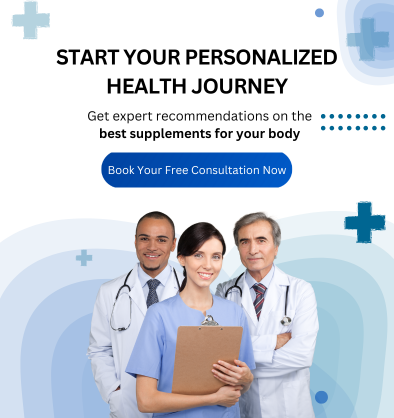 START YOUR PERSONALIZED
HEALTH JOURNEY
Get expert recommendations on the
best supplements for your body
Book Your Free Consultation Now